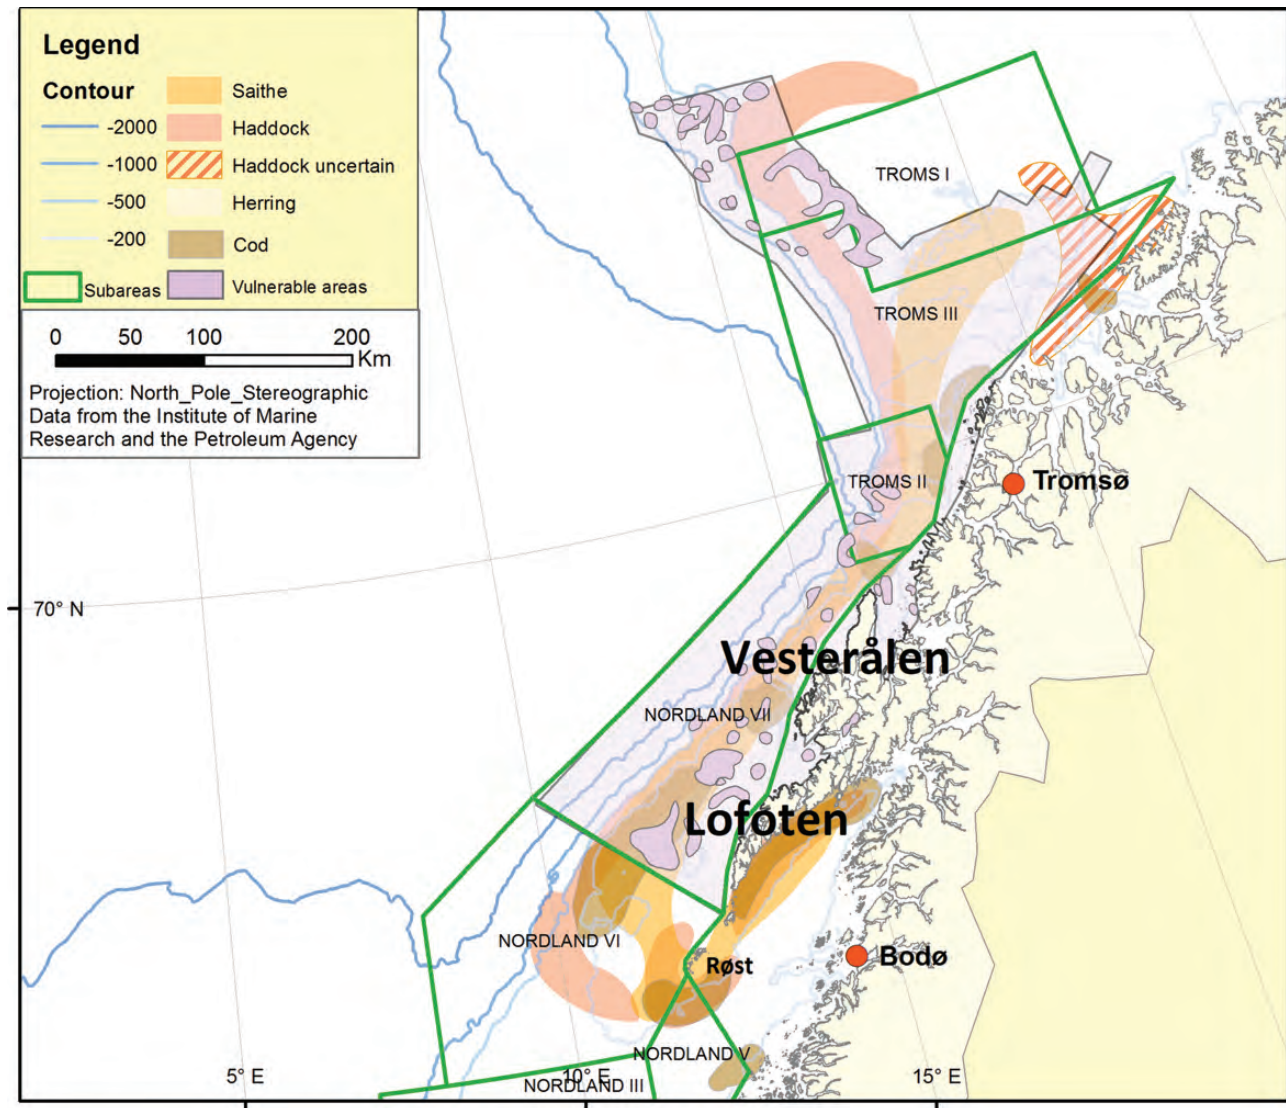 Legend
Contour
-2000
-1000
-500
-200
Subareas
Saithe
Haddock
Haddock uncertain
Herring
Cod
Vulnerable areas
0 50 100 200
Km
Projection: North_Pole_Stereographic
Data from the Institute of Marine
Research and the Petroleum Agency
TROMS I
TROMS III
TROMS II
Tromsø
70° N
Vesterålen
NORDLAND VII
Lofoten
NORDLAND VI
Røst
Bodø
NORDLAND V
5° E
10° E
15° E
NORDLAND III